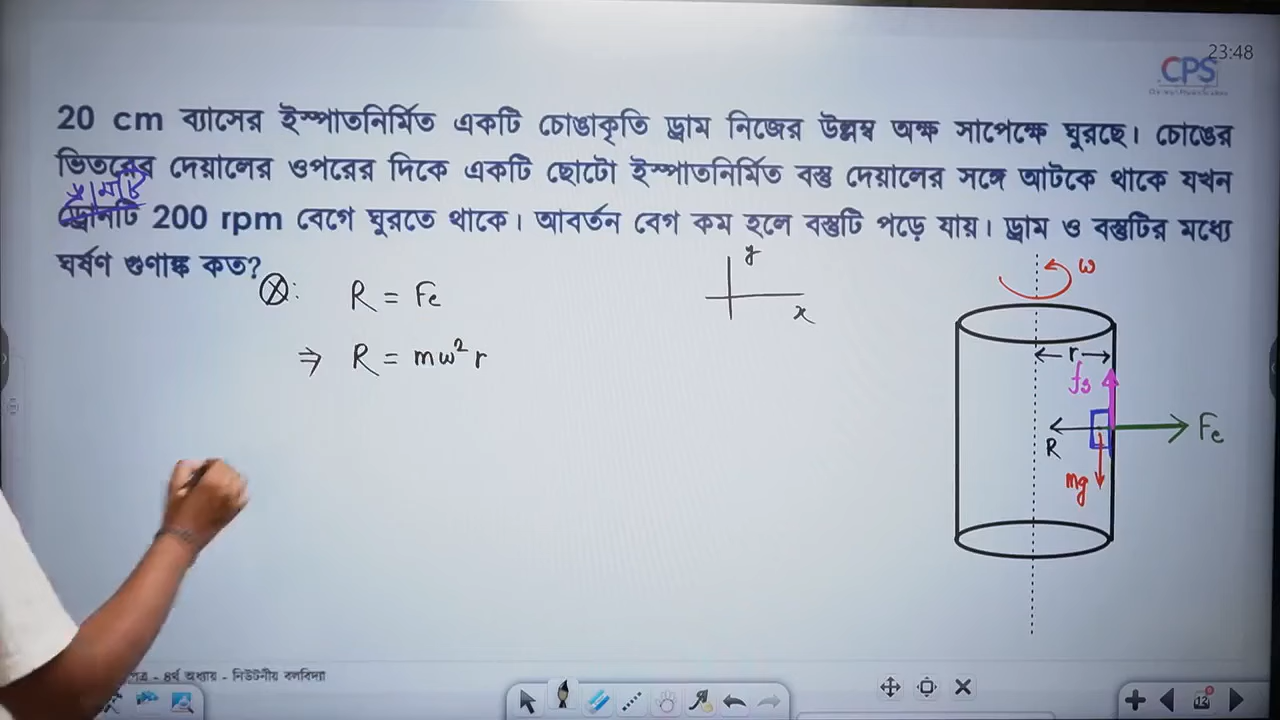 23:48
CPS
20 cm ব্যাসের ইস্পাতনির্মিত একটি চোঙাকৃতি ড্রাম নিজের উল্লম্ব অক্ষ সাপেক্ষে ঘুরছে। চোঙের
ভিতরের দেয়ালের ওপরের দিকে একটি ছোটো ইস্পাতনির্মিত বস্তু দেয়ালের সঙ্গে আটকে থাকে যখন
200 rpm বেগে ঘুরতে থাকে। আবর্তন বেগ কম হলে বস্তুটি পড়ে যায়। ড্রাম ও বস্তুটির মধ্যে
ঘর্ষণ গুণাঙ্ক কত?
y
x
ω
ⓧ: R = Fc
⇒ R = mω²r
r
fs
R
Fc
mg
৪র্থ অধ্যায় - নিউটনীয় বলবিদ্যা
12